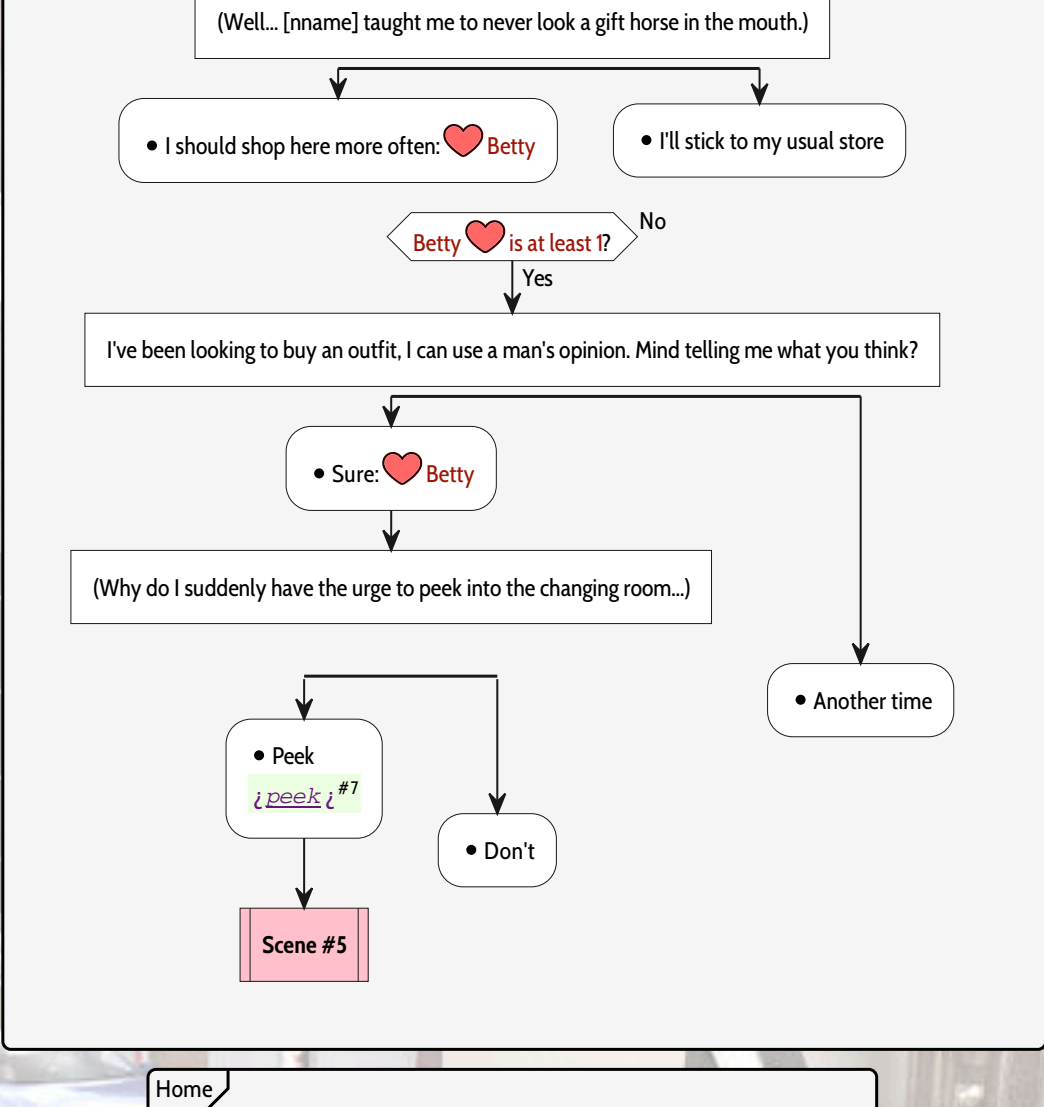 (Well... [nname] taught me to never look a gift horse in the mouth.)
• I should shop here more often: Betty
• I'll stick to my usual store
Betty is at least 1?
No
Yes
I've been looking to buy an outfit, I can use a man's opinion. Mind telling me what you think?
• Sure: Betty
(Why do I suddenly have the urge to peek into the changing room...)
• Another time
• Peek
¿peek¿ #7
• Don't
Scene #5
Home